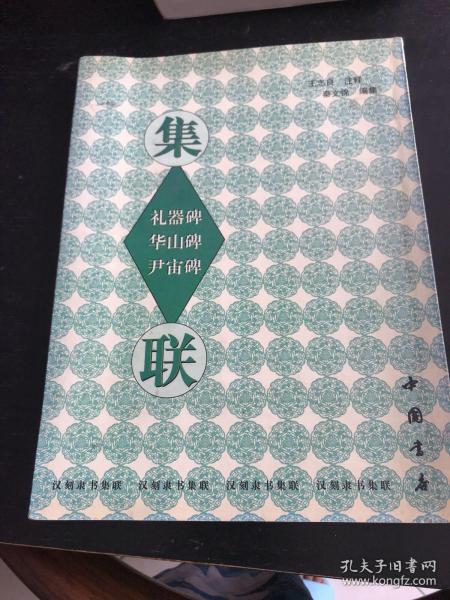 王志良 注释
秦文锦 编集
集
礼器碑
华山碑
尹宙碑
联
中国书店
汉刻隶书集联 汉刻隶书集联 汉刻隶书集联 汉刻隶书集联
孔夫子旧书网
www.kongfz.com